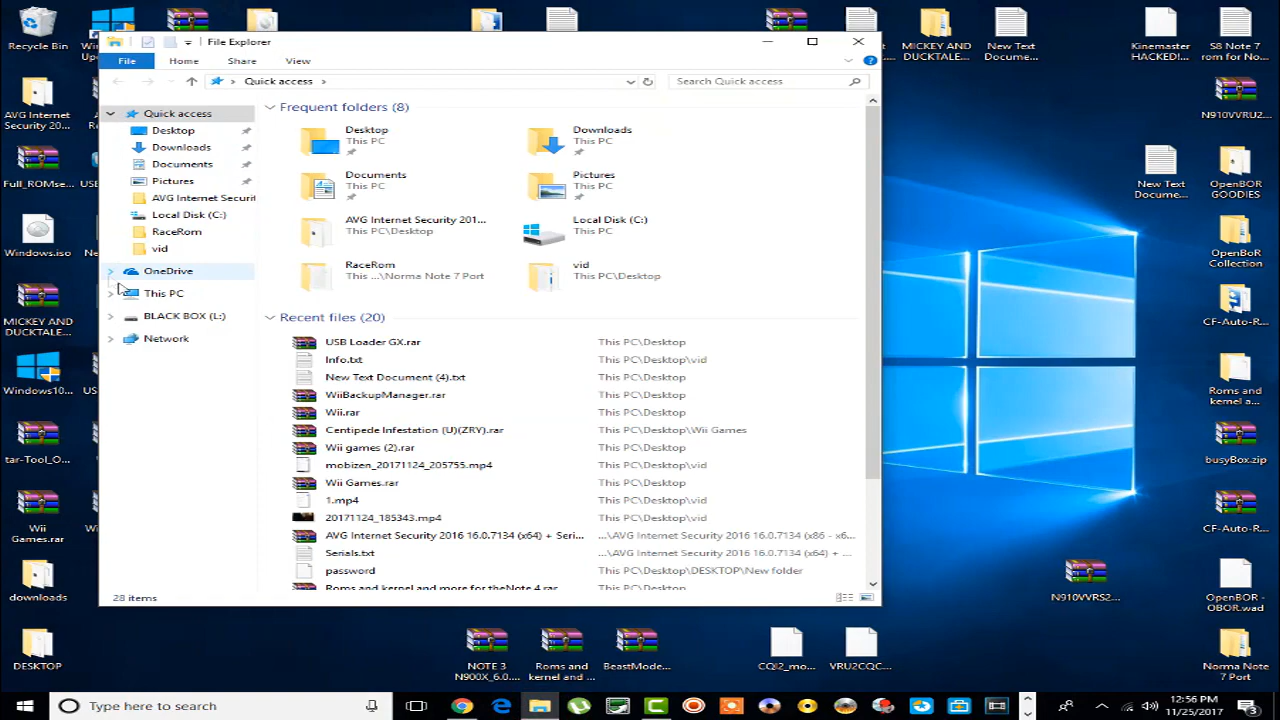 File Explorer
File Home Share View
Quick access
Search Quick access
Quick access
Desktop
Downloads
Documents
Pictures
AVG Internet Securit
Local Disk (C:)
RaceRom
vid
OneDrive
This PC
BLACK BOX (L:)
Network
Frequent folders (8)
Desktop
This PC
Downloads
This PC
Documents
This PC
Pictures
This PC
AVG Internet Security 201...
This PC\Desktop
Local Disk (C:)
This PC
RaceRom
This ...\Norma Note 7 Port
vid
This PC\Desktop
Recent files (20)
USB Loader GX.rar This PC\Desktop
Info.txt This PC\Desktop\vid
New Text Document (4).txt This PC\Desktop
WiiBackupManager.rar This PC\Desktop
Wii.rar This PC\Desktop
Centipede Infestation (U)(ZRY).rar This PC\Desktop\Wii Games
Wii games (2).rar This PC\Desktop
mobizen_20171124_205755.mp4 This PC\Desktop\vid
Wii Games.rar This PC\Desktop
1.mp4 This PC\Desktop\vid
20171124_185343.mp4 This PC\Desktop\vid
AVG Internet Security 2016 16.0.7134 (x64) + Seri... ...\AVG Internet Security 2016 16.0.7134 (x86 - x6...
Serials.txt ...\AVG Internet Security 2016 16.0.7134 (x64) + ...
password This PC\Desktop\DESKTOP\New folder
Roms and kernel and more for theNote 4.rar This PC\Desktop
28 items
Recycle Bin
AVG Internet
Security 20...
Full_ROMse...
Windows.iso
MICKEY AND
DUCKTALE...
Windows10...
tar-Tool_O...
Wii
Games.rar
downloads
DESKTOP
MICKEY AND
DUCKTALE...
New Text
Docume...
Kinemaster
HACKED!...
S8 Note 7
rom for No...
N910VVRU2...
New Text
Docume...
OpenBOR
GOODIES
OpenBor
Collection
CF-Auto-R...
Roms and
kernel a...
busyBox.zip
CF-Auto-R...
N910VVRS2...
OpenBOR -
OBOR.wad
NOTE 3
N900X_6.0....
Roms and
kernel and ...
BeastMode...
CQI2_mo...
VRU2CQC...
Norma Note
7 Port
Type here to search
12:56 PM
11/25/2017
3